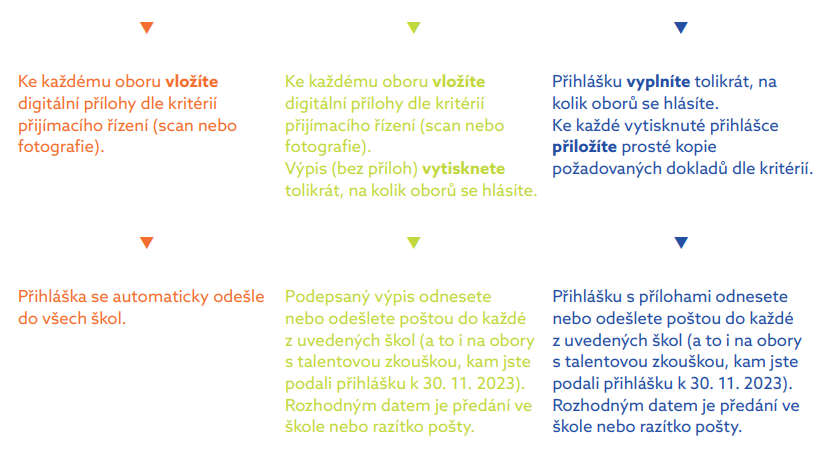 Ke každému oboru vložíte
digitální přílohy dle kritérií
přijímacího řízení (scan nebo
fotografie).
Ke každému oboru vložíte
digitální přílohy dle kritérií
přijímacího řízení (scan nebo
fotografie).
Výpis (bez příloh) vytisknete
tolikrát, na kolik oborů se hlásíte.
Přihlášku vyplníte tolikrát, na
kolik oborů se hlásíte.
Ke každé vytisknuté přihlášce
přiložíte prosté kopie
požadovaných dokladů dle kritérií.
Přihláška se automaticky odešle
do všech škol.
Podepsaný výpis odnesete
nebo odešlete poštou do každé
z uvedených škol (a to i na obory
s talentovou zkouškou, kam jste
podali přihlášku k 30. 11. 2023).
Rozhodným datem je předání ve
škole nebo razítko pošty.
Přihlášku s přílohami odnesete
nebo odešlete poštou do každé
z uvedených škol (a to i na obory
s talentovou zkouškou, kam jste
podali přihlášku k 30. 11. 2023).
Rozhodným datem je předání ve
škole nebo razítko pošty.